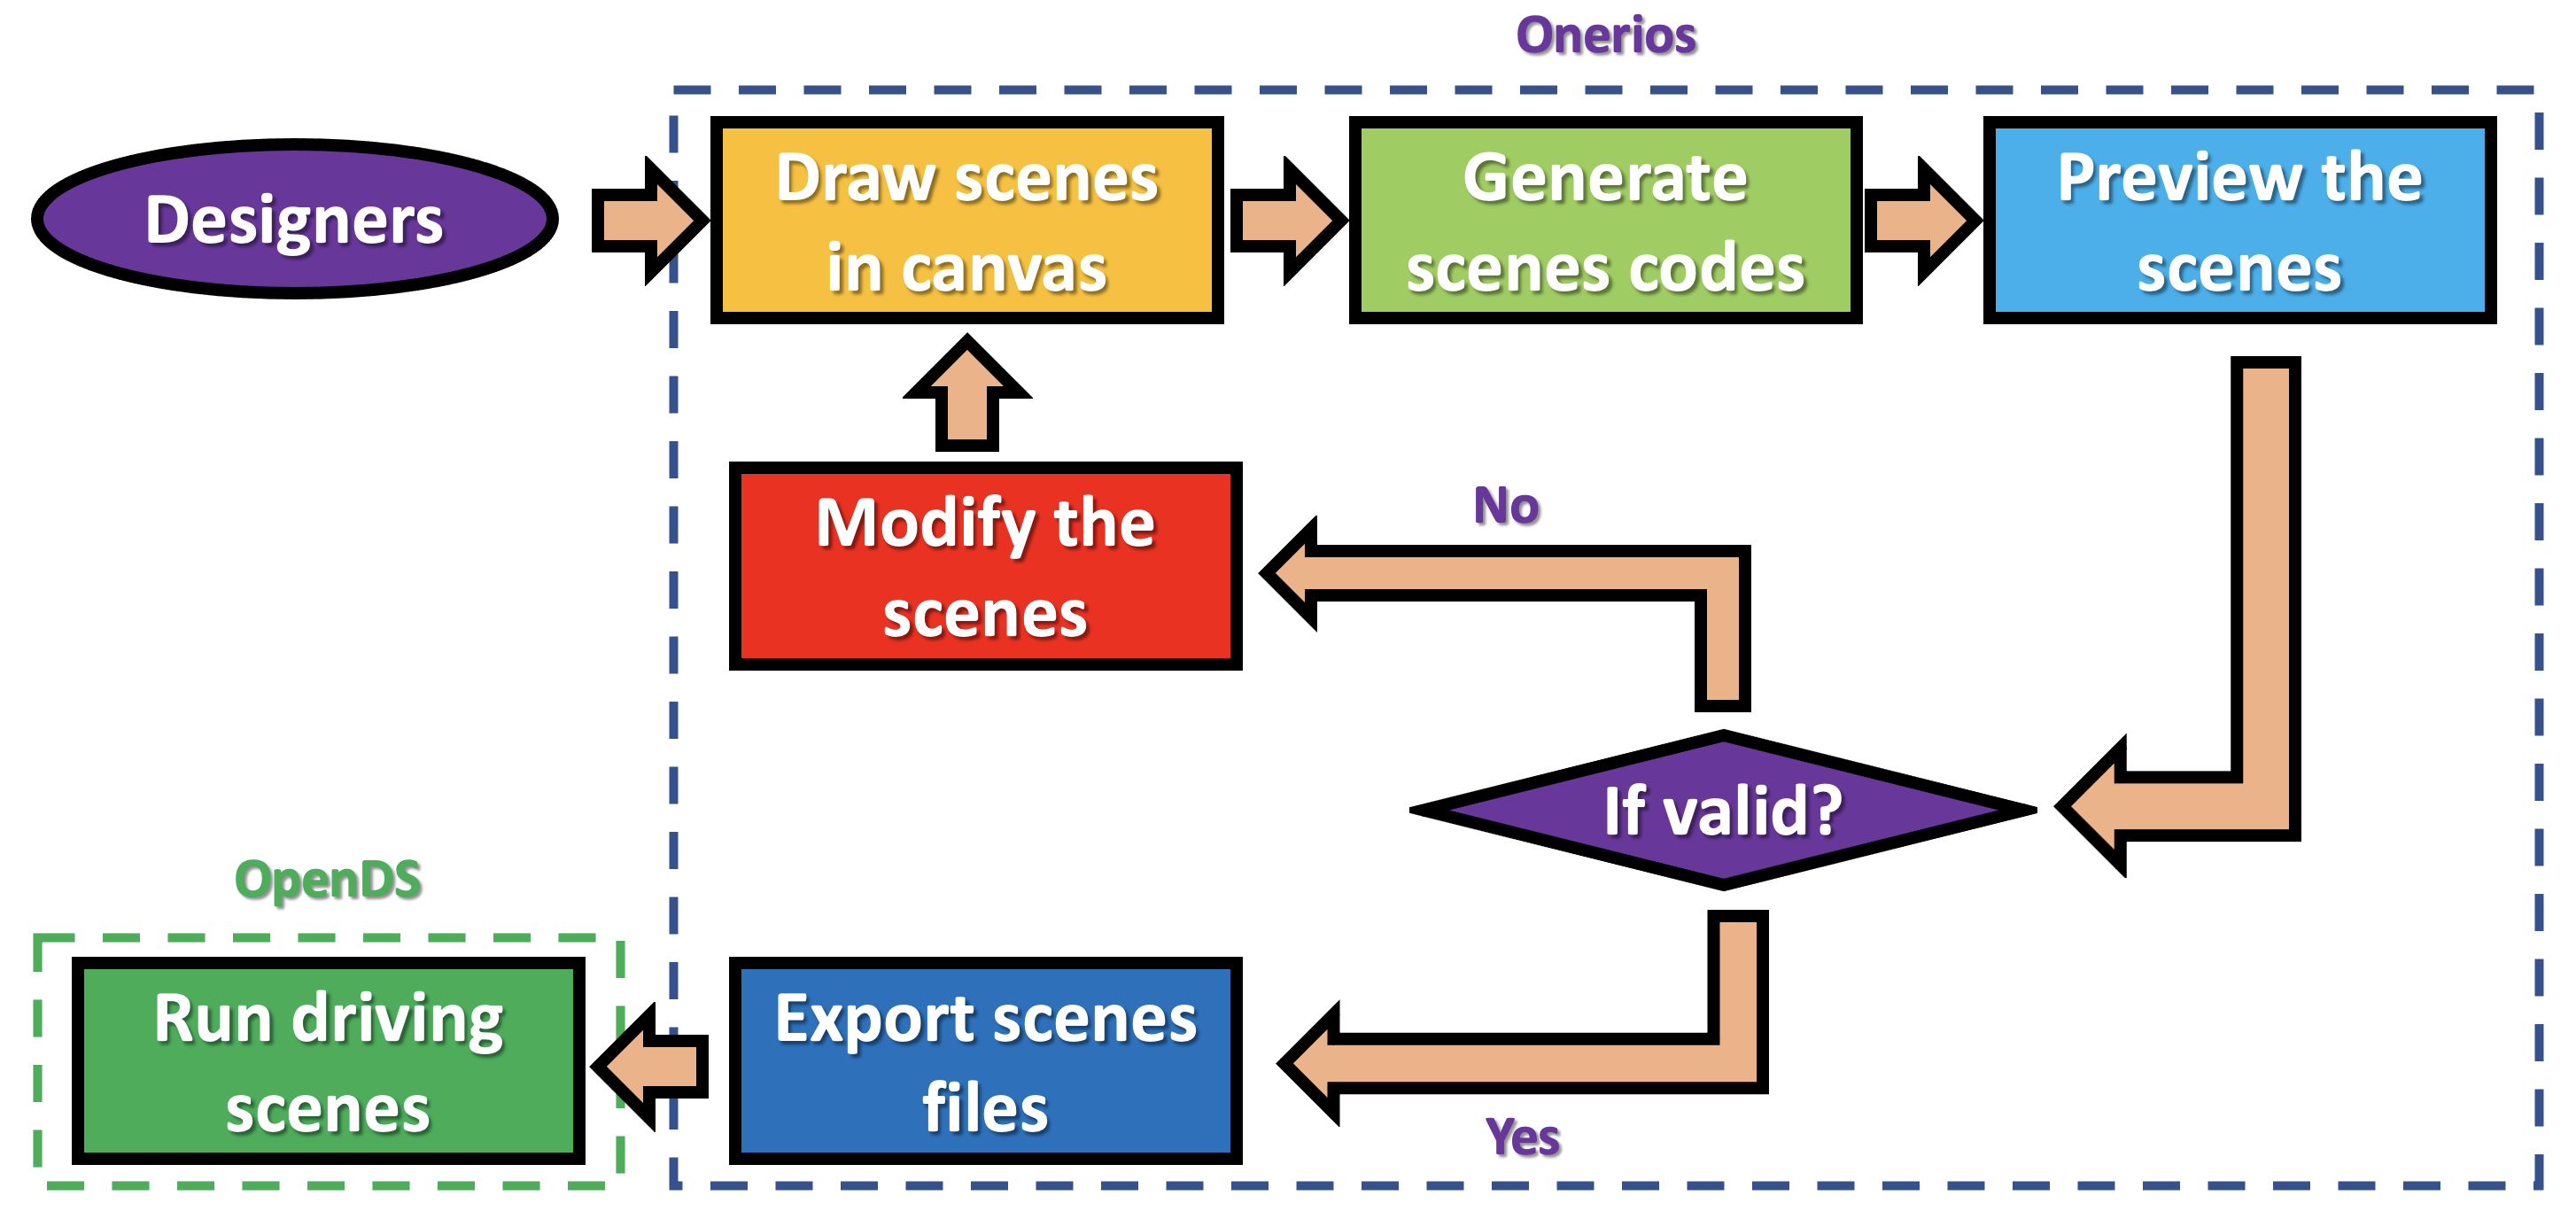 Onerios
Designers
Draw scenes
in canvas
Generate
scenes codes
Preview the
scenes
Modify the
scenes
No
If valid?
OpenDS
Run driving
scenes
Export scenes
files
Yes